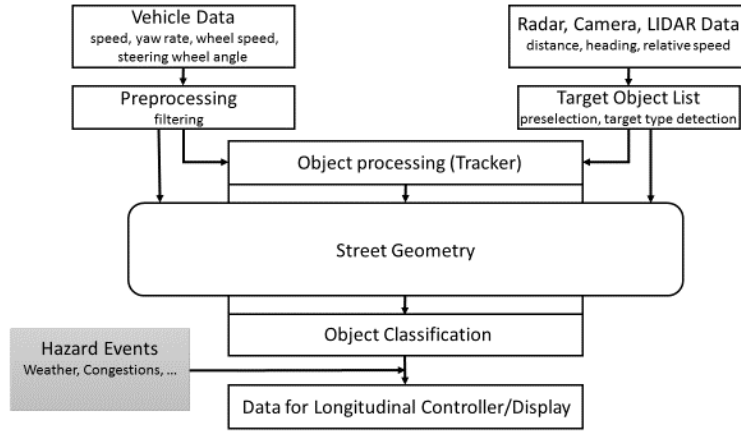 Vehicle Data
speed, yaw rate, wheel speed,
steering wheel angle
Radar, Camera, LIDAR Data
distance, heading, relative speed
Preprocessing
filtering
Target Object List
preselection, target type detection
Object processing (Tracker)
Street Geometry
Object Classification
Hazard Events
Weather, Congestions, ...
Data for Longitudinal Controller/Display